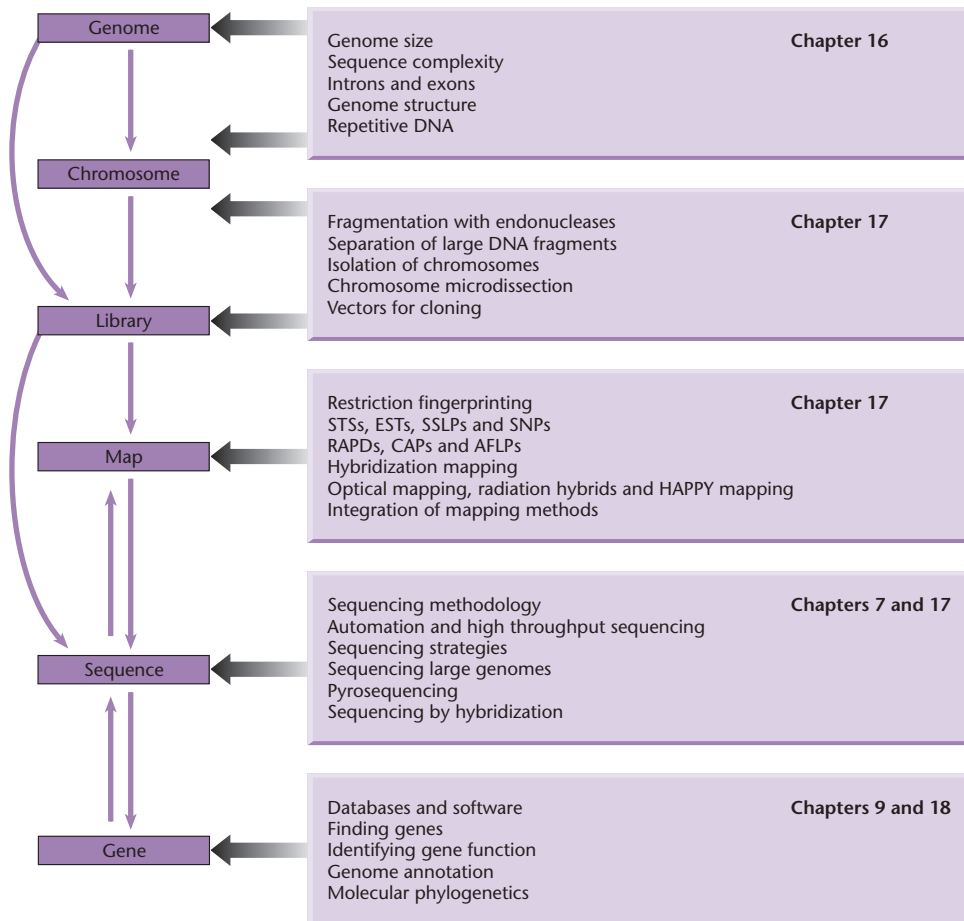 Genome
Genome size
Chapter 16
Sequence complexity
Introns and exons
Genome structure
Repetitive DNA
Chromosome
Fragmentation with endonucleases
Chapter 17
Separation of large DNA fragments
Isolation of chromosomes
Chromosome microdissection
Vectors for cloning
Library
Restriction fingerprinting
Chapter 17
STSs, ESTs, SSLPs and SNPs
RAPDs, CAPs and AFLPs
Hybridization mapping
Optical mapping, radiation hybrids and HAPPY mapping
Integration of mapping methods
Map
Sequencing methodology
Chapters 7 and 17
Automation and high throughput sequencing
Sequencing strategies
Sequencing large genomes
Pyrosequencing
Sequencing by hybridization
Sequence
Databases and software
Chapters 9 and 18
Finding genes
Identifying gene function
Genome annotation
Molecular phylogenetics
Gene